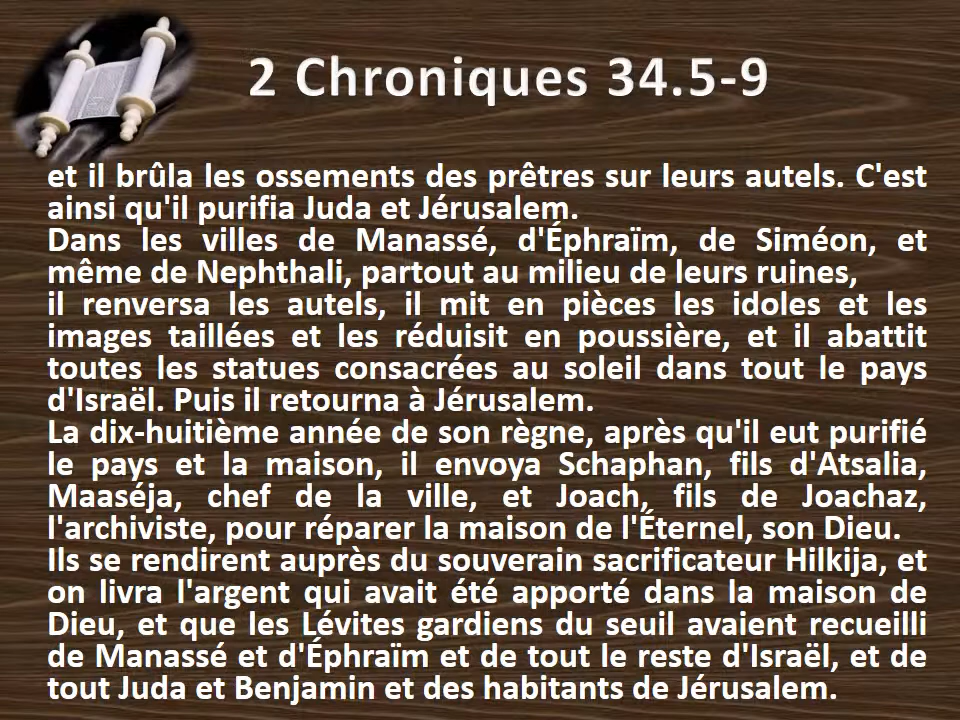 2 Chroniques 34.5-9
et il brûla les ossements des prêtres sur leurs autels. C'est
ainsi qu'il purifia Juda et Jérusalem.
Dans les villes de Manassé, d'Éphraïm, de Siméon, et
même de Nephthali, partout au milieu de leurs ruines,
il renversa les autels, il mit en pièces les idoles et les
images taillées et les réduisit en poussière, et il abattit
toutes les statues consacrées au soleil dans tout le pays
d'Israël. Puis il retourna à Jérusalem.
La dix-huitième année de son règne, après qu'il eut purifié
le pays et la maison, il envoya Schaphan, fils d'Atsalia,
Maaséja, chef de la ville, et Joach, fils de Joachaz,
l'archiviste, pour réparer la maison de l'Éternel, son Dieu.
Ils se rendirent auprès du souverain sacrificateur Hilkija, et
on livra l'argent qui avait été apporté dans la maison de
Dieu, et que les Lévites gardiens du seuil avaient recueilli
de Manassé et d'Éphraïm et de tout le reste d'Israël, et de
tout Juda et Benjamin et des habitants de Jérusalem.